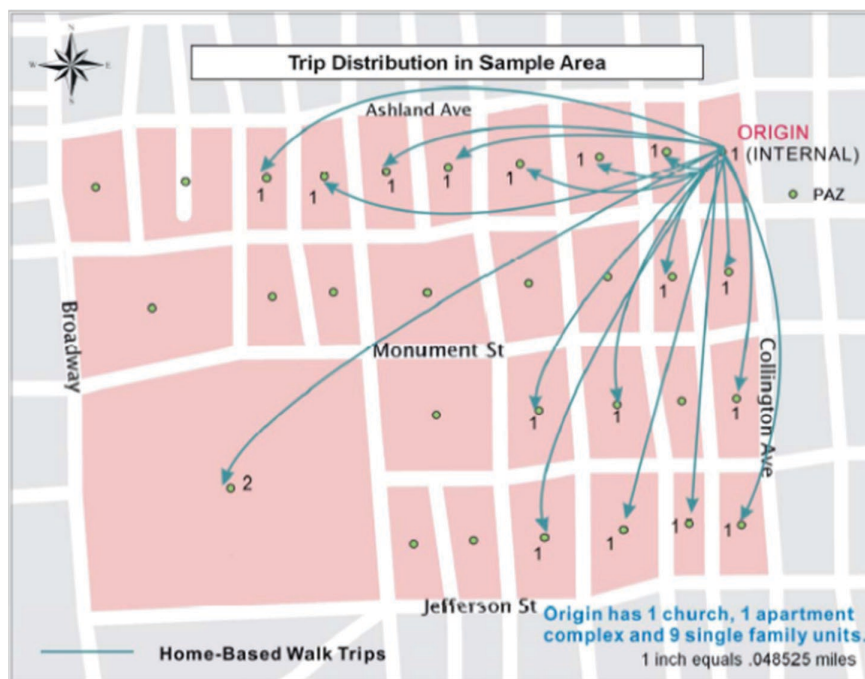 N
W E
S
Trip Distribution in Sample Area
Ashland Ave
ORIGIN
1 (INTERNAL)
PAZ
1
1
1
1
1
1
1
Broadway
1
1
Monument St
Collington Ave
1
1
1
2
1
1
1
1
Jefferson St
Origin has 1 church, 1 apartment
complex and 9 single family units.
Home-Based Walk Trips
1 inch equals .048525 miles